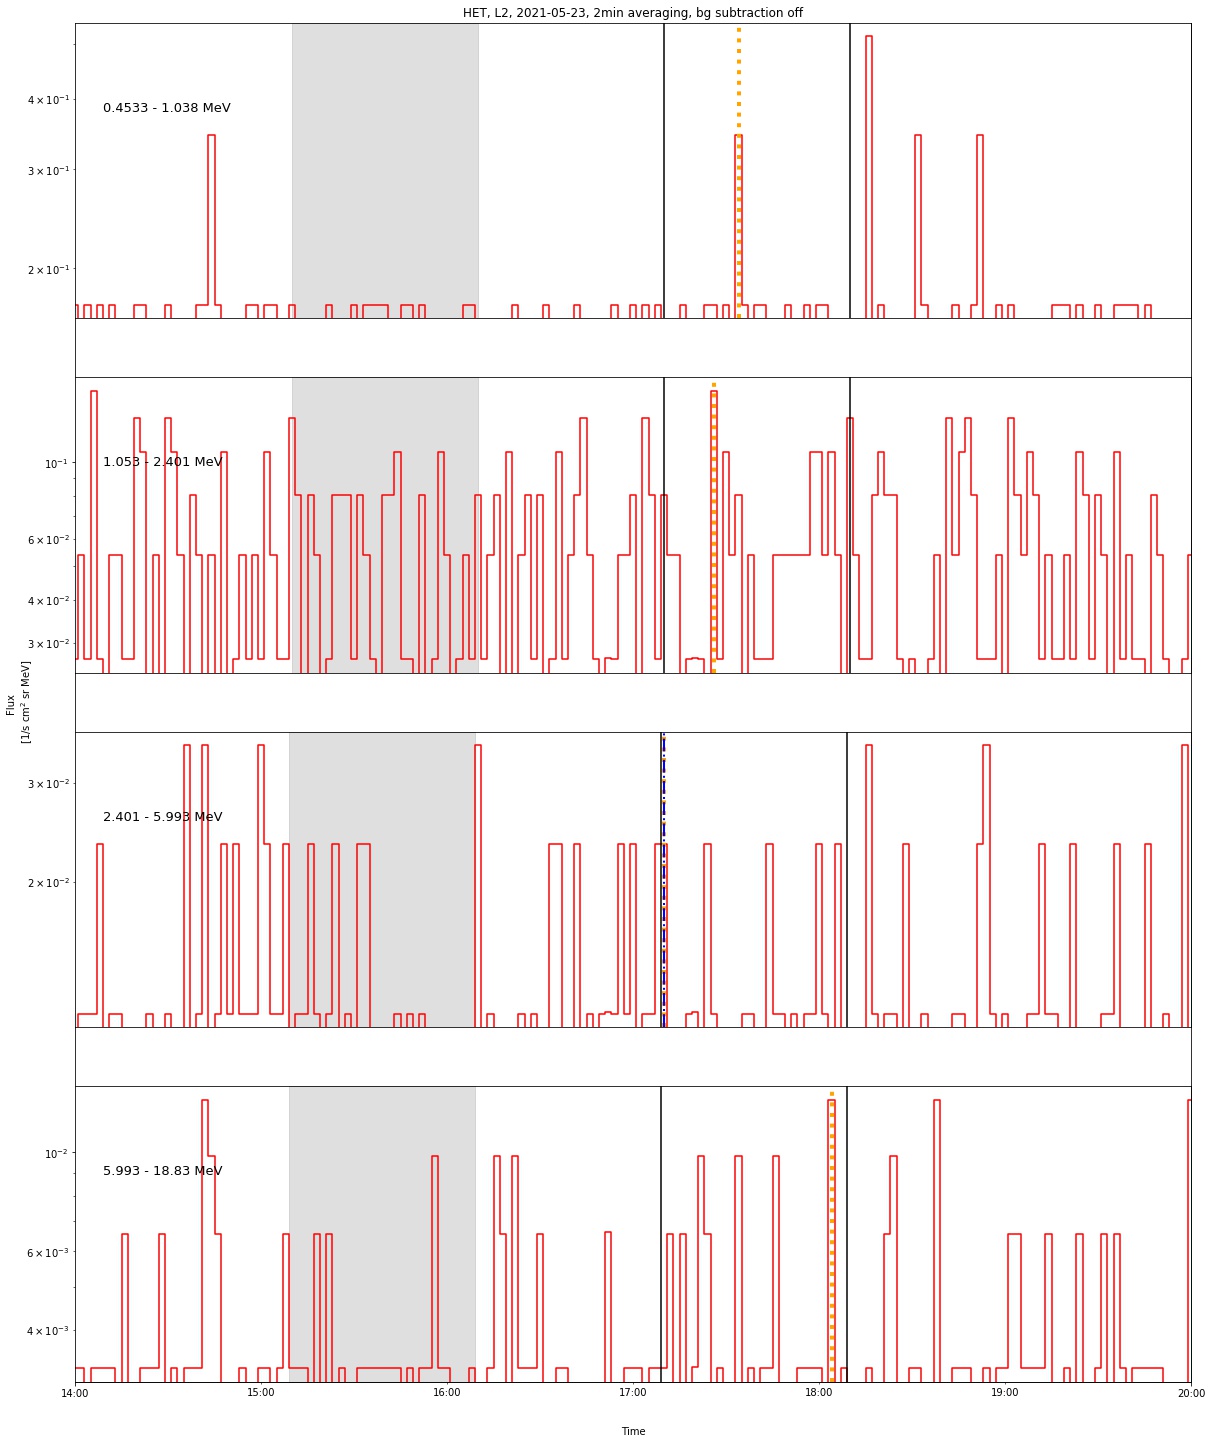 HET, L2, 2021-05-23, 2min averaging, bg subtraction off
4 × 10⁻¹
0.4533 - 1.038 MeV
3 × 10⁻¹
2 × 10⁻¹
10⁻¹
1.053 - 2.401 MeV
6 × 10⁻²
4 × 10⁻²
3 × 10⁻²
Flux
[1/s cm² sr MeV]
3 × 10⁻²
2.401 - 5.993 MeV
2 × 10⁻²
10⁻²
5.993 - 18.83 MeV
6 × 10⁻³
4 × 10⁻³
14:00 15:00 16:00 17:00 18:00 19:00 20:00
Time